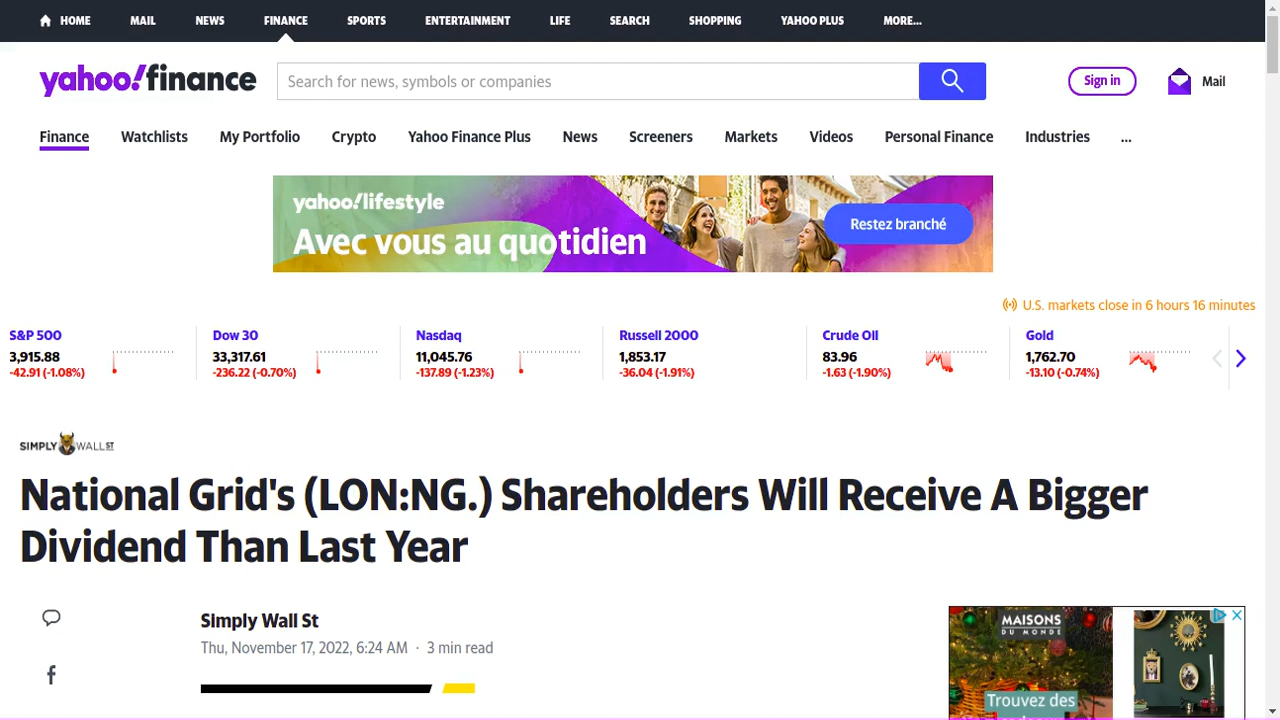 HOME MAIL NEWS FINANCE SPORTS ENTERTAINMENT LIFE SEARCH SHOPPING YAHOO PLUS MORE...
yahoo!finance Search for news, symbols or companies Sign in Mail
Finance Watchlists My Portfolio Crypto Yahoo Finance Plus News Screeners Markets Videos Personal Finance Industries ...
yahoo!lifestyle
Avec vous au quotidien
Restez branché
U.S. markets close in 6 hours 16 minutes
S&P 500
3,915.88
-42.91 (-1.08%)
Dow 30
33,317.61
-236.22 (-0.70%)
Nasdaq
11,045.76
-137.89 (-1.23%)
Russell 2000
1,853.17
-36.04 (-1.91%)
Crude Oil
83.96
-1.63 (-1.90%)
Gold
1,762.70
-13.10 (-0.74%)
SIMPLY WALL ST
National Grid's (LON:NG.) Shareholders Will Receive A Bigger
Dividend Than Last Year
Simply Wall St
Thu, November 17, 2022, 6:24 AM · 3 min read
MAISONS
DU MONDE
Trouvez des